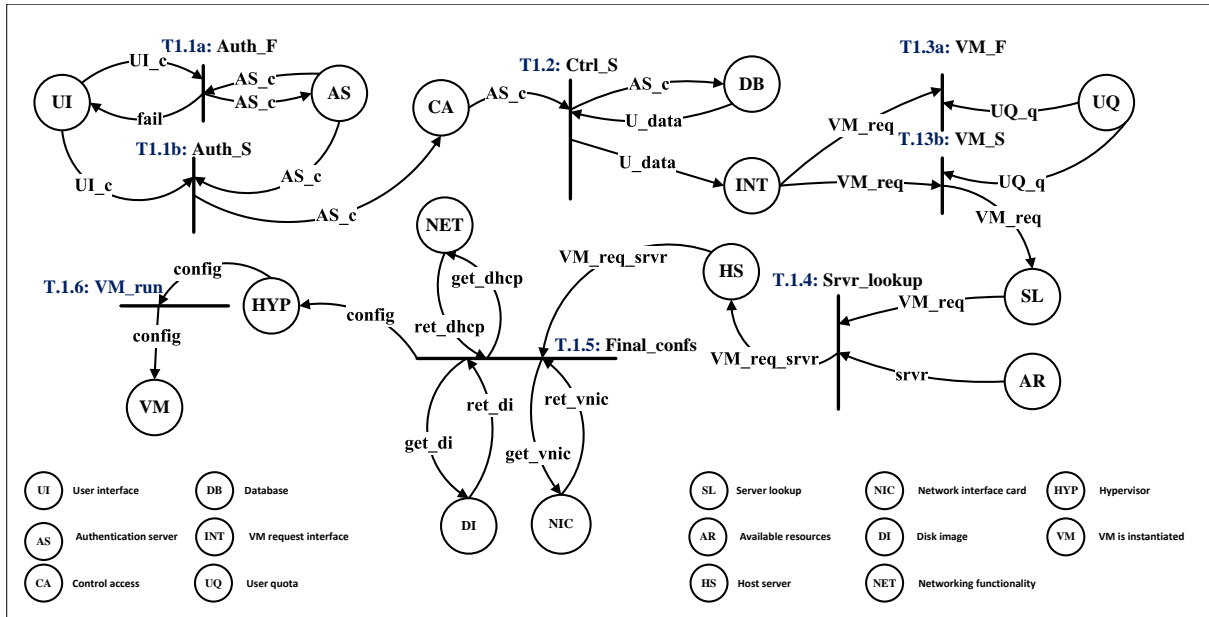 T1.1a: Auth_F
UI_c
AS_c
UI
AS
AS_c
fail
T1.1b: Auth_S
UI_c
AS_c
AS_c
CA
AS_c
T1.2: Ctrl_S
AS_c
DB
U_data
U_data
INT
VM_req
VM_req
T1.3a: VM_F
UQ_q
UQ
T.13b: VM_S
UQ_q
VM_req
SL
T.1.4: Srvr_lookup
VM_req
srvr
AR
VM_req_srvr
HS
VM_req_srvr
NET
get_dhcp
ret_dhcp
T.1.5: Final_confs
config
HYP
config
T.1.6: VM_run
config
VM
get_di
ret_di
DI
get_vnic
ret_vnic
NIC
UI User interface
DB Database
SL Server lookup
NIC Network interface card
HYP Hypervisor
AS Authentication server
INT VM request interface
AR Available resources
DI Disk image
VM VM is instantiated
CA Control access
UQ User quota
HS Host server
NET Networking functionality